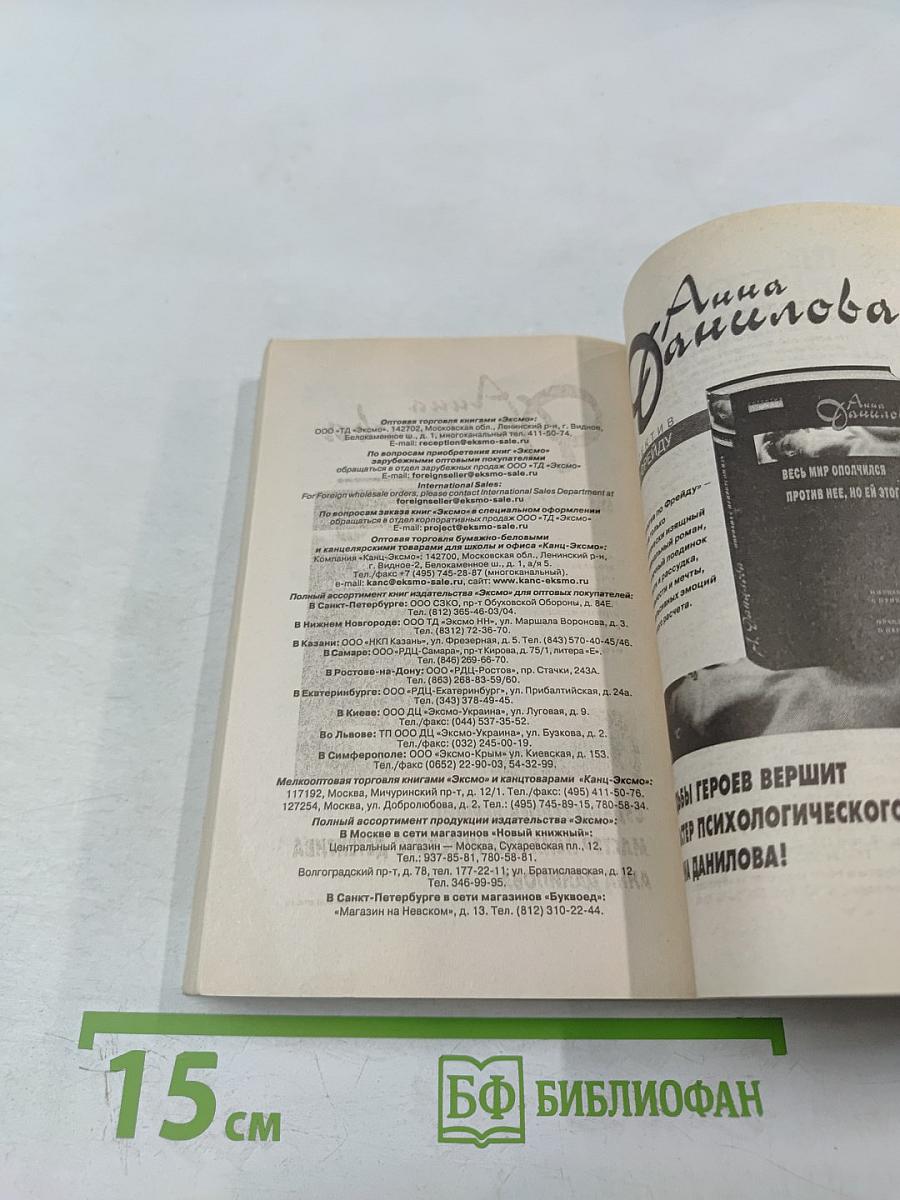 Оптовая торговля книгами «Эксмо»:
ООО «ТД «Эксмо». 142702, Московская обл., Ленинский р-н, г. Видное,
Белокаменное ш., д. 1, многоканальный тел. 411-50-74.
E-mail: reception@eksmo-sale.ru
По вопросам приобретения книг «Эксмо»
зарубежными оптовыми покупателями
обращаться в отдел зарубежных продаж ООО «ТД «Эксмо»
E-mail: foreignseller@eksmo-sale.ru
International Sales:
For Foreign wholesale orders, please contact International Sales Department at
foreignseller@eksmo-sale.ru
По вопросам заказа книг «Эксмо» в специальном оформлении
обращаться в отдел корпоративных продаж ООО «ТД «Эксмо»
E-mail: project@eksmo-sale.ru
Оптовая торговля бумажно-беловыми
и канцелярскими товарами для школы и офиса «Канц-Эксмо»:
Компания «Канц-Эксмо»: 142700, Московская обл., Ленинский р-н,
г. Видное-2, Белокаменное ш., д. 1, а/я 5.
Тел./факс +7 (495) 745-28-87 (многоканальный).
e-mail: kanc@eksmo-sale.ru, сайт: www.kanc-eksmo.ru
Полный ассортимент книг издательства «Эксмо» для оптовых покупателей:
В Санкт-Петербурге: ООО СЗКО, пр-т Обуховской Обороны, д. 84Е.
Тел. (812) 365-46-03/04.
В Нижнем Новгороде: ООО ТД «Эксмо НН», ул. Маршала Воронова, д. 3.
Тел. (8312) 72-36-70.
В Казани: ООО «НКП Казань», ул. Фрезерная, д. 5. Тел. (843) 570-40-45/46.
В Самаре: ООО «РДЦ-Самара», пр-т Кирова, д. 75/1, литера «Е».
Тел. (846) 269-66-70.
В Ростове-на-Дону: ООО «РДЦ-Ростов», пр. Стачки, 243А.
Тел. (863) 268-83-59/60.
В Екатеринбурге: ООО «РДЦ-Екатеринбург», ул. Прибалтийская, д. 24а.
Тел. (343) 378-49-45.
В Киеве: ООО ДЦ «Эксмо-Украина», ул. Луговая, д. 9.
Тел./факс: (044) 537-35-52.
Во Львове: ТП ООО ДЦ «Эксмо-Украина», ул. Бузкова, д. 2.
Тел./факс: (032) 245-00-19.
В Симферополе: ООО «Эксмо-Крым» ул. Киевская, д. 153.
Тел./факс (0652) 22-90-03, 54-32-99.
Мелкооптовая торговля книгами «Эксмо» и канцтоварами «Канц-Эксмо»:
117192, Москва, Мичуринский пр-т, д. 12/1. Тел./факс: (495) 411-50-76.
127254, Москва, ул. Добролюбова, д. 2. Тел.: (495) 745-89-15, 780-58-34.
Полный ассортимент продукции издательства «Эксмо»:
В Москве в сети магазинов «Новый книжный»:
Центральный магазин — Москва, Сухаревская пл., 12.
Тел.: 937-85-81, 780-58-81.
Волгоградский пр-т, д. 78, тел. 177-22-11; ул. Братиславская, д. 12.
Тел. 346-99-95.
В Санкт-Петербурге в сети магазинов «Буквоед»:
«Магазин на Невском», д. 13. Тел. (812) 310-22-44.
Анна
Данилова
по Фрейду» —
только
изящный
роман,
поединок
и рассудка,
и мечты,
эмоций
расчета.
Анна
Данилова
ВЕСЬ МИР ОПОЛЧИЛСЯ
ПРОТИВ НЕЕ, НО ЕЙ ЭТОГ
ГЕРОЕВ ВЕРШИТ
ПСИХОЛОГИЧЕСКОГО
ДАНИЛОВА!
15 см
БФ БИБЛИОФАН